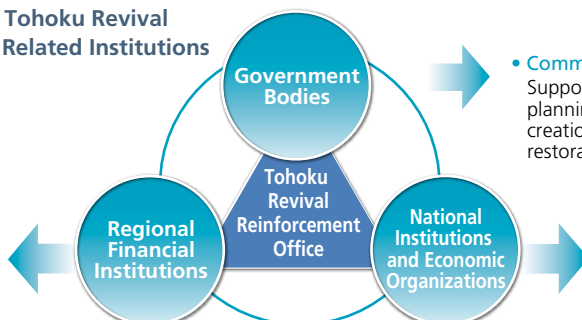 Tohoku Revival
Related Institutions
Government
Bodies
• Comm
Suppo
planni
creatio
restora
Tohoku
Revival
Reinforcement
Office
Regional
Financial
Institutions
National
Institutions
and Economic
Organizations